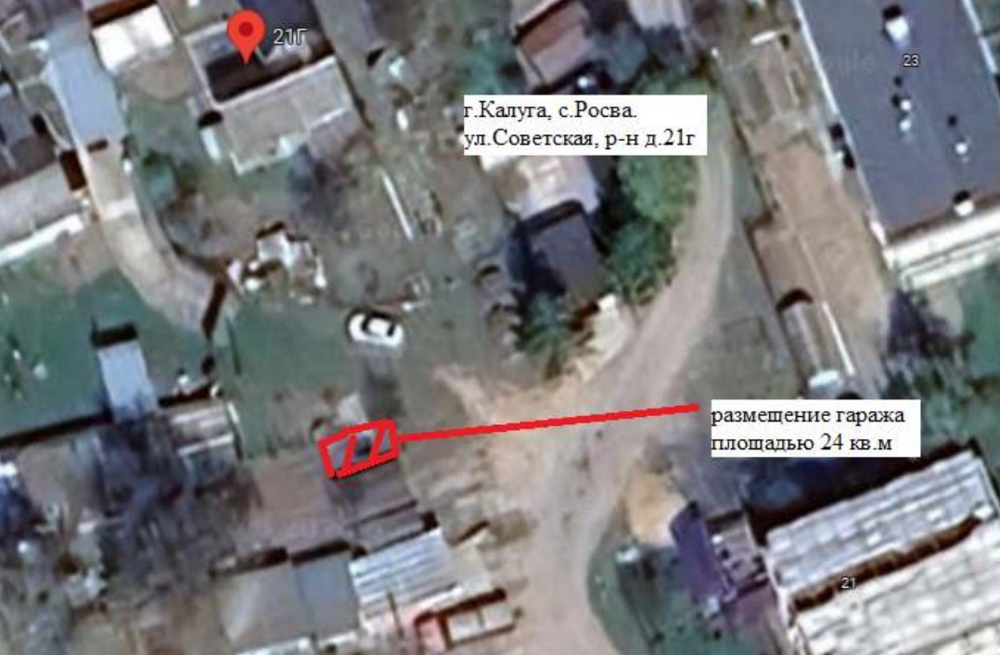 21Г
23
г.Калуга, с.Росва.
ул.Советская, р-н д.21г
размещение гаража
площадью 24 кв.м
21